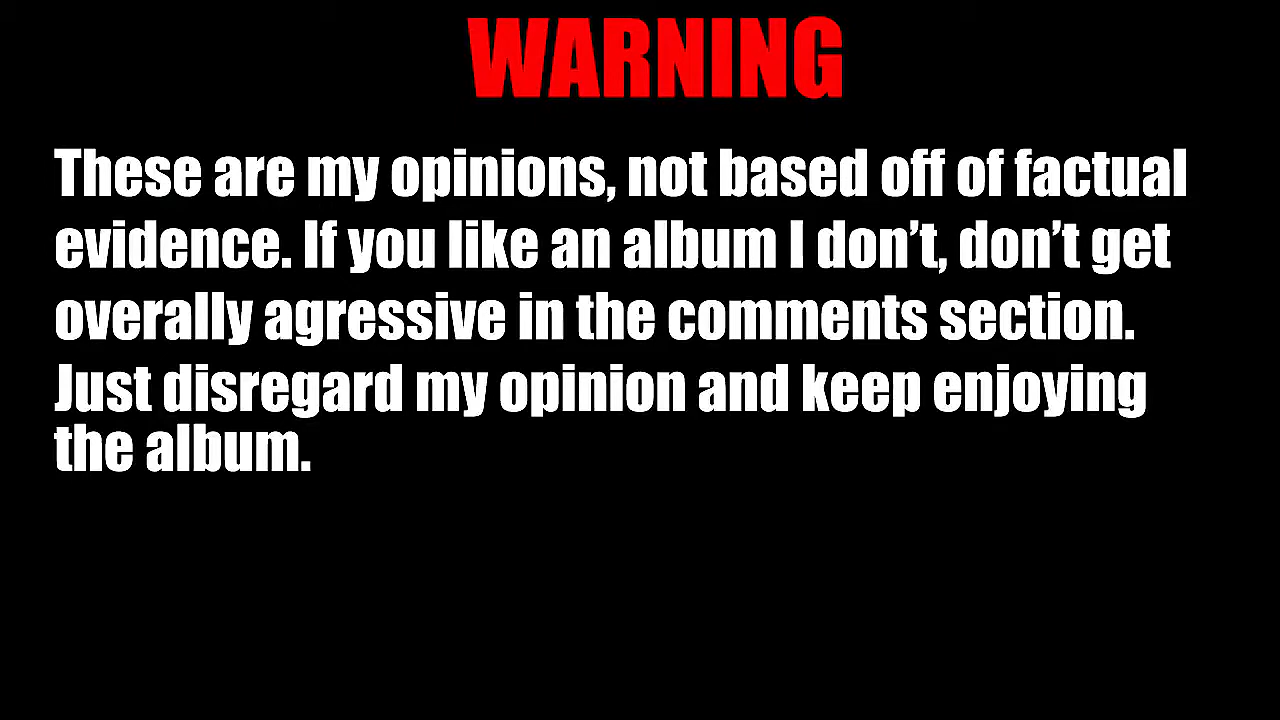 WARNING
These are my opinions, not based off of factual
evidence. If you like an album I don’t, don’t get
overally agressive in the comments section.
Just disregard my opinion and keep enjoying
the album.